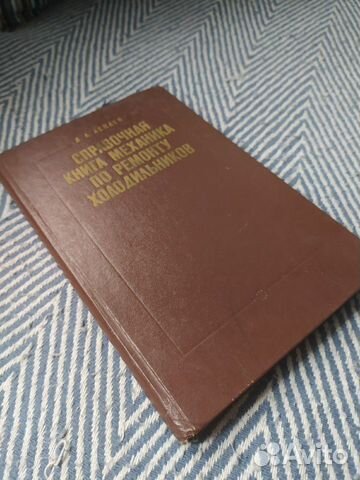 СПРАВОЧНАЯ
КНИГА МЕХАНИКА
ПО РЕМОНТУ
ХОЛОДИЛЬНИКОВ
Avito